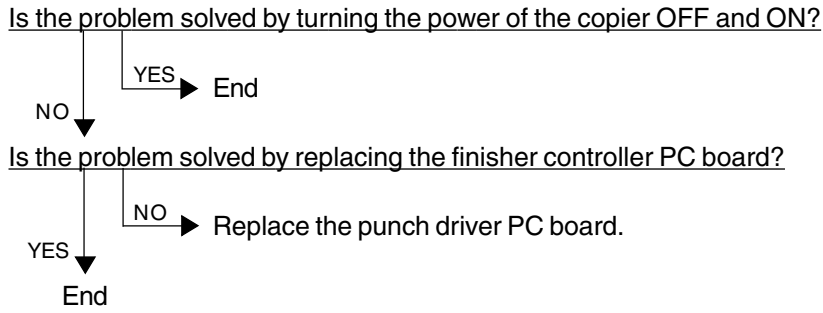 Is the problem solved by turning the power of the copier OFF and ON?
YES
End
NO
Is the problem solved by replacing the finisher controller PC board?
NO
Replace the punch driver PC board.
YES
End